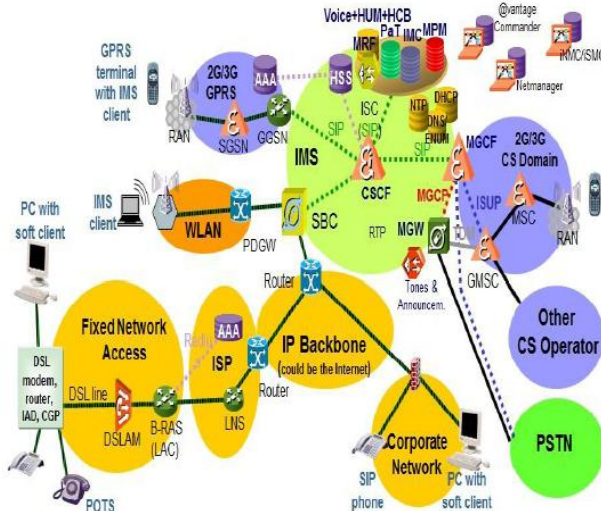 Voice+HUM+HCB
PaT IMC MPM
MRF
@vantage
Commander
iNMC/iSMC
Netmanager
GPRS
terminal
with IMS
client
2G/3G
GPRS
AAA
HSS
RAN
SGSN
GGSN
SIP
ISC
(SIP)
NTP
DHCP
DNS/
ENUM
IMS
CSCF
SIP
MGCF
2G/3G
CS Domain
MGCP
ISUP
MSC
RAN
IMS
client
WLAN
PDGW
SBC
RTP
MGW
TDM
GMSC
PC with
soft client
Router
Tones &
Announcem.
Other
CS Operator
Fixed Network
Access
Radius
AAA
ISP
IP Backbone
(could be the Internet)
Router
DSL
modem,
router,
IAD, CGP
DSL line
DSLAM
B-RAS
(LAC)
LNS
Corporate
Network
PSTN
SIP
phone
PC with
soft client
POTS